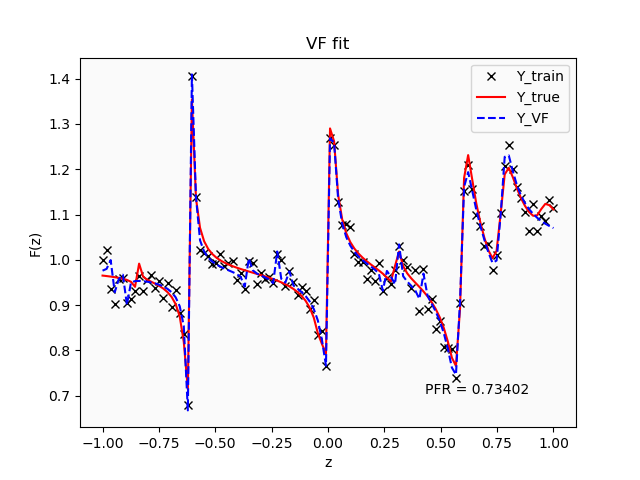 VF fit
Y_train
Y_true
Y_VF
1.4
1.3
1.2
1.1
1.0
0.9
0.8
0.7
F(z)
PFR = 0.73402
−1.00 −0.75 −0.50 −0.25 0.00 0.25 0.50 0.75 1.00
z